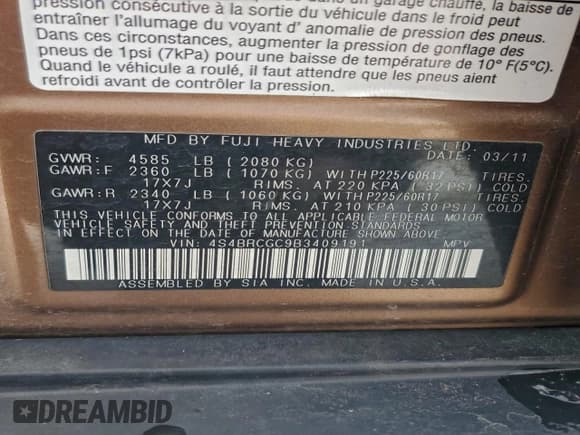 pression consécutive à la sortie du véhicule dans le froid peut
entraîner l'allumage du voyant d' anomalie de pression des pneus.
Dans ces circonstances, augmenter la pression de gonflage des
pneus de 1psi (7kPa) pour une baisse de température de 10° F(5°C).
Quand le véhicule a roulé, il faut attendre que les pneus aient
refroidi avant de contrôler la pression.
MFD BY FUJI HEAVY INDUSTRIES LTD.
GVWR: 4585 LB (2080 KG) DATE: 03/11
GAWR:F 2360 LB (1070 KG) WITH P225/60R17 TIRES.
17X7J RIMS. AT 220 KPA (32 PSI) COLD
GAWR:R 2340 LB (1060 KG) WITH P225/60R17 TIRES.
17X7J RIMS. AT 210 KPA (30 PSI) COLD
THIS VEHICLE CONFORMS TO ALL APPLICABLE FEDERAL MOTOR
VEHICLE SAFETY AND THEFT PREVENTION STANDARDS
IN EFFECT ON THE DATE OF MANUFACTURE SHOWN ABOVE.
VIN: 4S4BRCGC9B3409191 MPV
ASSEMBLED BY SIA INC. MADE IN U.S.A.
DREAMBID